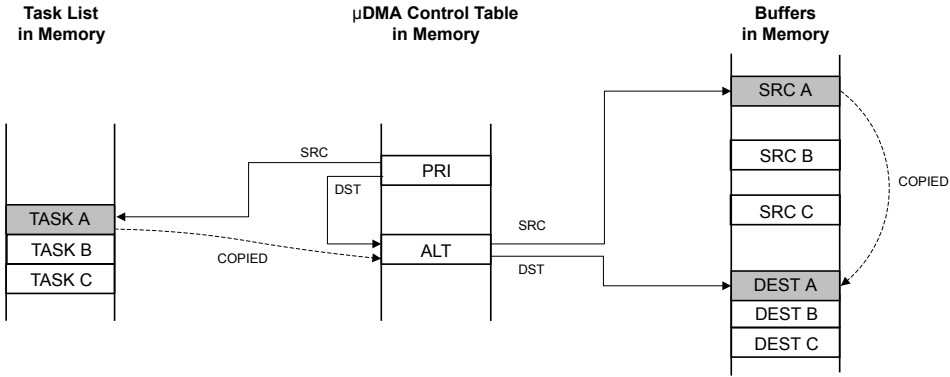 Task List
in Memory
µDMA Control Table
in Memory
Buffers
in Memory
TASK A
TASK B
TASK C
SRC
PRI
DST
ALT
COPIED
SRC
DST
SRC A
SRC B
SRC C
COPIED
DEST A
DEST B
DEST C